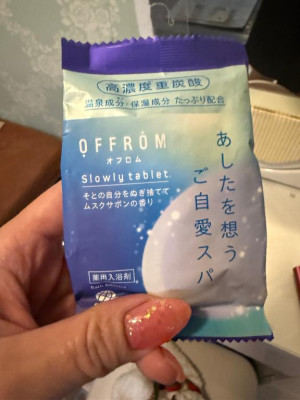 高濃度重炭酸
温泉成分・保湿成分 たっぷり配合
OFFRÔM
オフロム
Slowly tablet
そとの自分をぬぎ捨てて
ムスクサボンの香り
あしたを想う
ご自愛スパ
薬用入浴剤